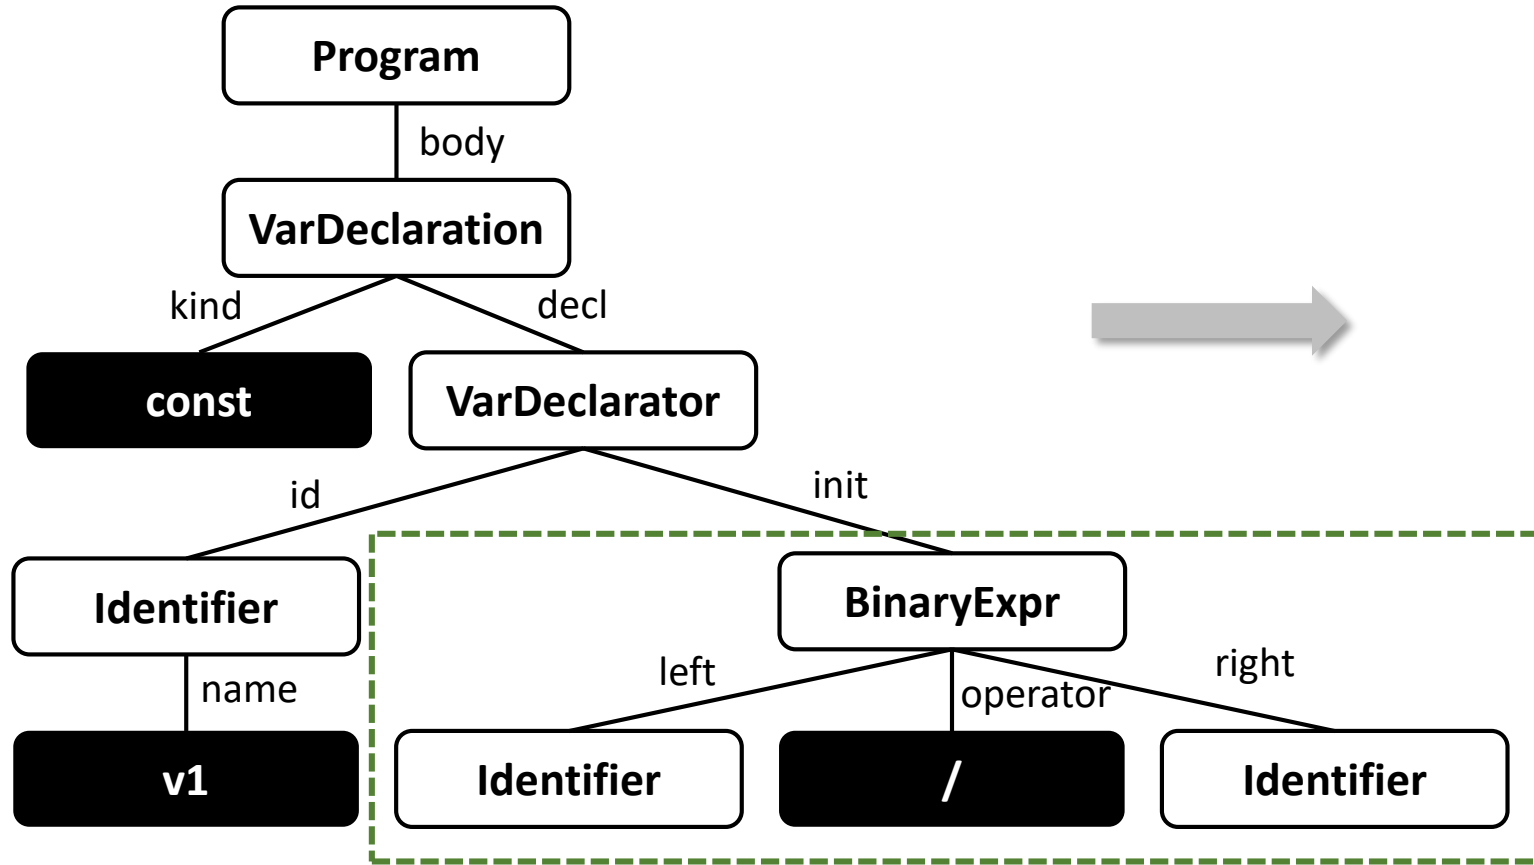 Program
body
VarDeclaration
kind
decl
const
VarDeclarator
id
init
Identifier
BinaryExpr
name
left
operator
right
v1
Identifier
/
Identifier